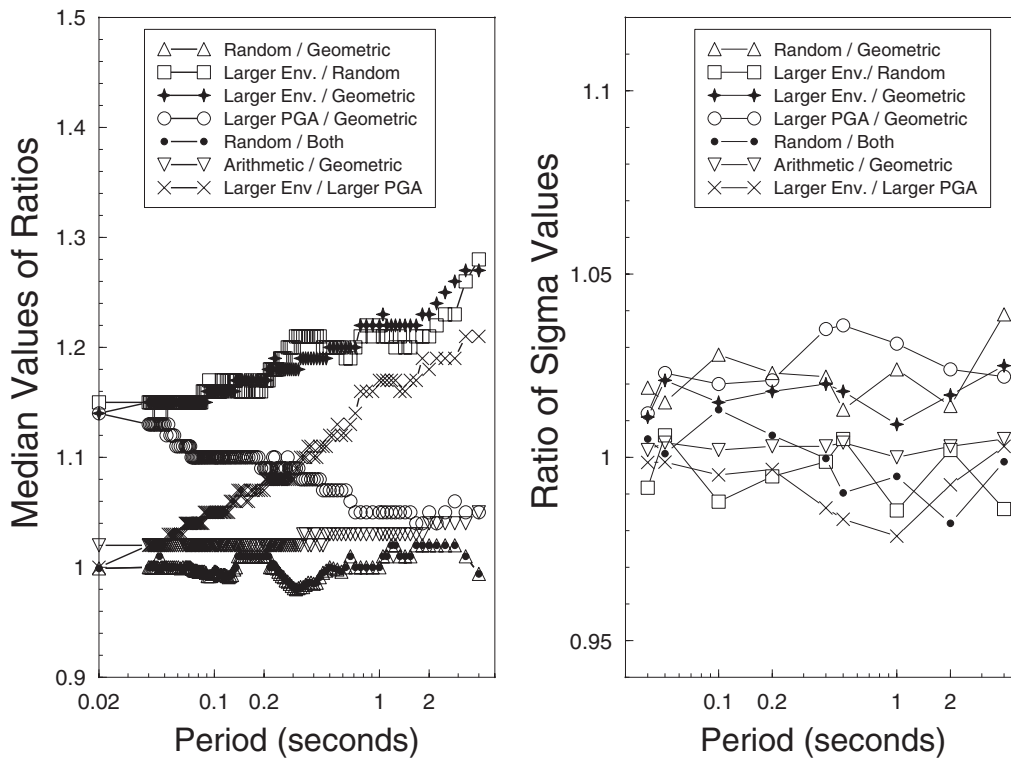 Median Values of Ratios
1.5
1.4
1.3
1.2
1.1
1
0.9
Random / Geometric
Larger Env. / Random
Larger Env. / Geometric
Larger PGA / Geometric
Random / Both
Arithmetic / Geometric
Larger Env / Larger PGA
0.02
0.1
0.2
1
2
Period (seconds)
Ratio of Sigma Values
1.1
1.05
1
0.95
Random / Geometric
Larger Env./ Random
Larger Env. / Geometric
Larger PGA / Geometric
Random / Both
Arithmetic / Geometric
Larger Env. / Larger PGA
0.1
0.2
1
2
Period (seconds)